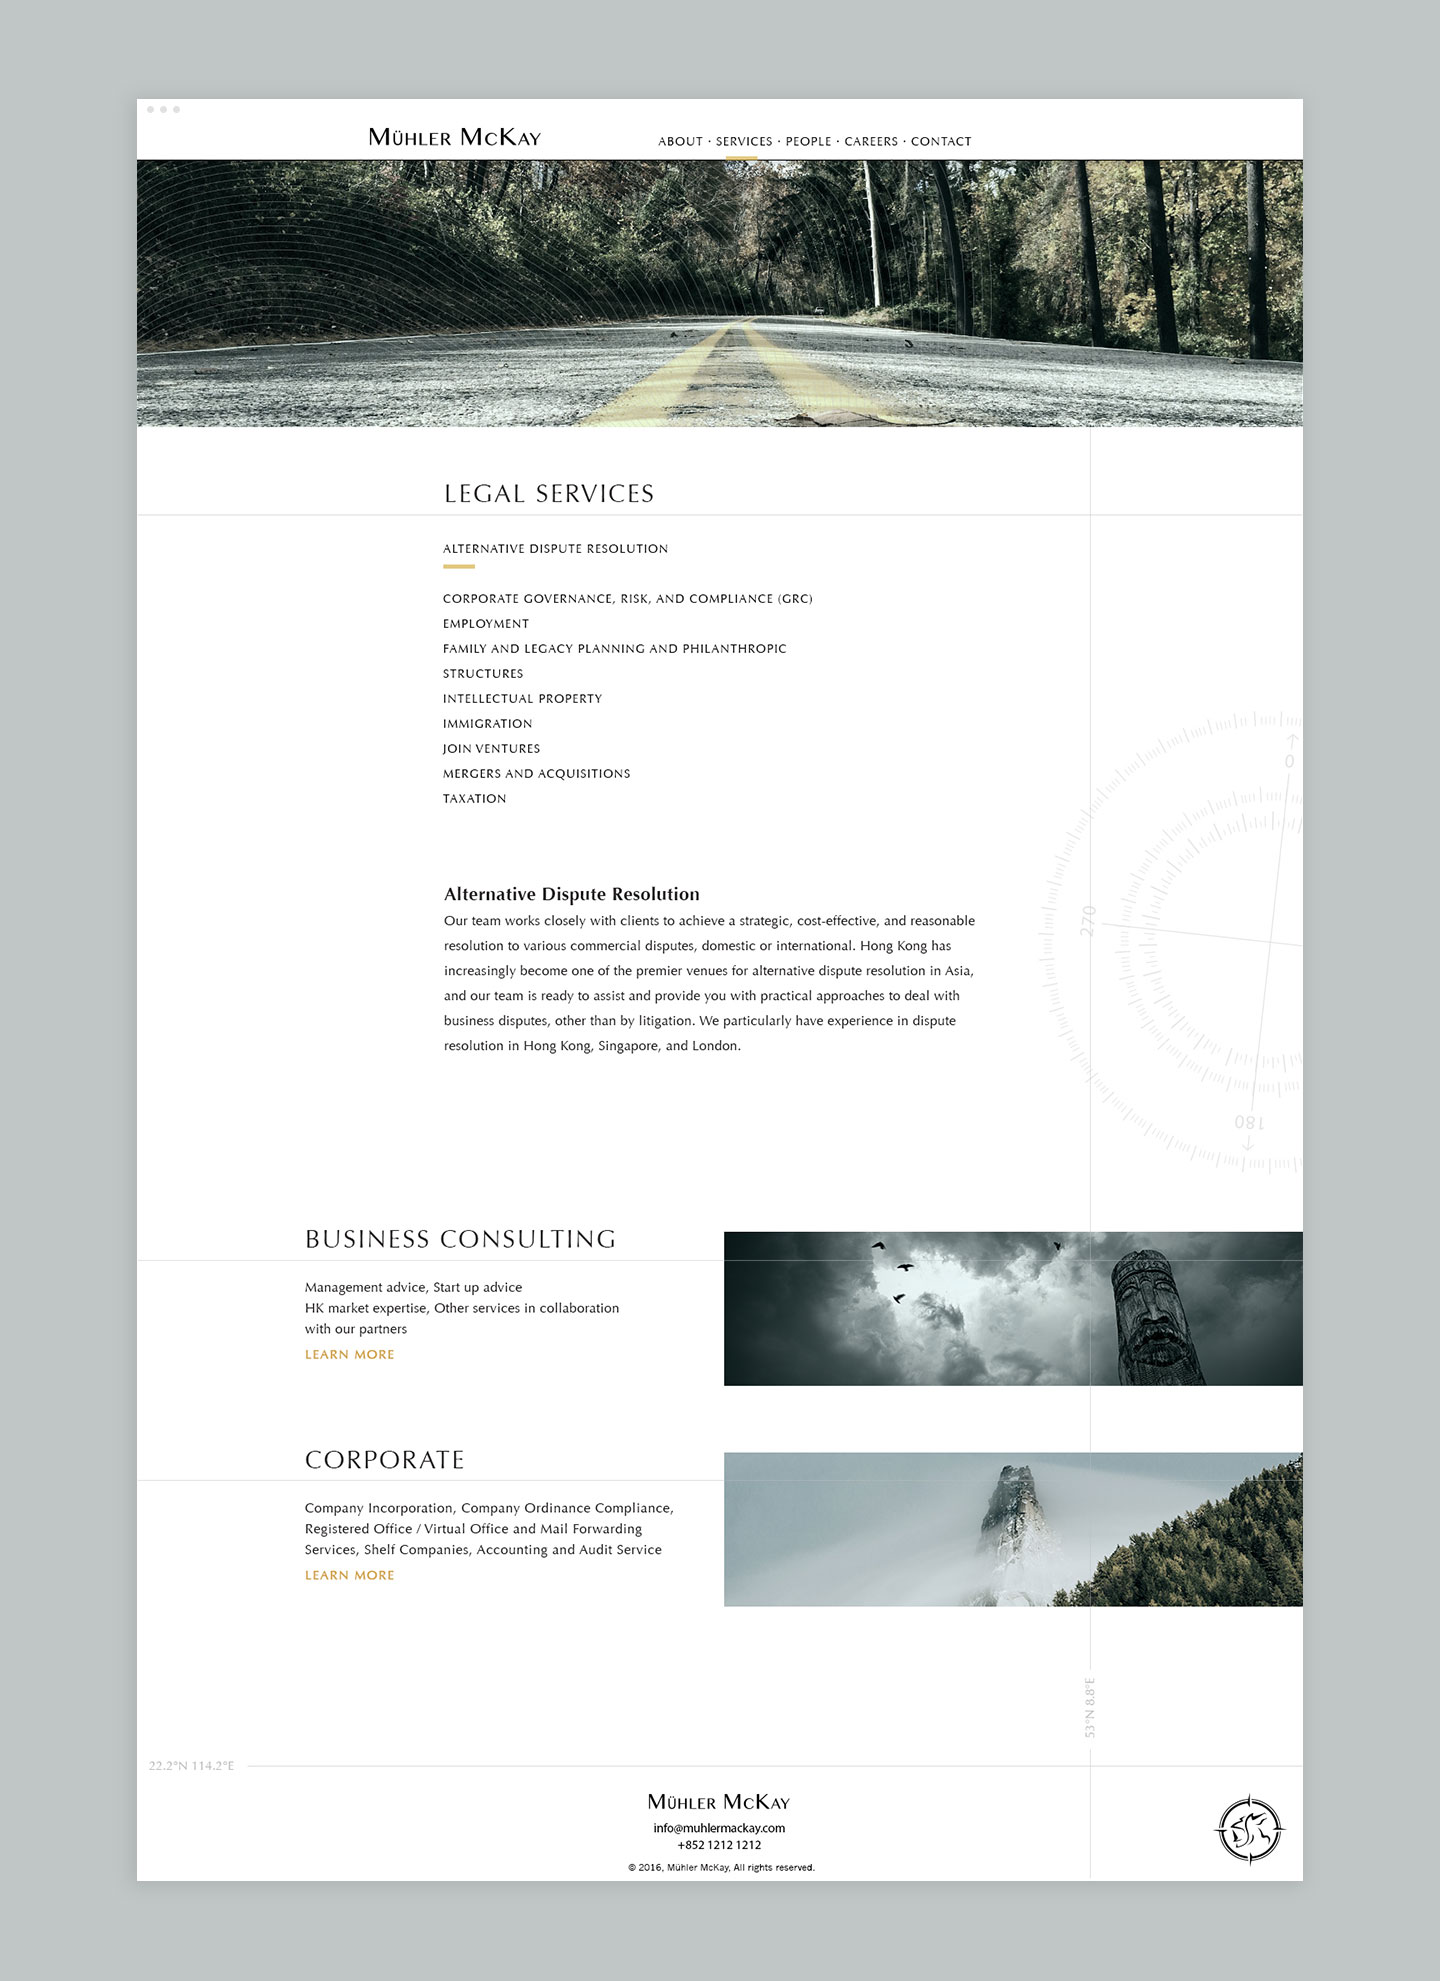 MÜHLER MCKAY
ABOUT · SERVICES · PEOPLE · CAREERS · CONTACT
LEGAL SERVICES
ALTERNATIVE DISPUTE RESOLUTION
CORPORATE GOVERNANCE, RISK, AND COMPLIANCE (GRC)
EMPLOYMENT
FAMILY AND LEGACY PLANNING AND PHILANTHROPIC
STRUCTURES
INTELLECTUAL PROPERTY
IMMIGRATION
JOIN VENTURES
MERGERS AND ACQUISITIONS
TAXATION
0
270
180
Alternative Dispute Resolution
Our team works closely with clients to achieve a strategic, cost-effective, and reasonable
resolution to various commercial disputes, domestic or international. Hong Kong has
increasingly become one of the premier venues for alternative dispute resolution in Asia,
and our team is ready to assist and provide you with practical approaches to deal with
business disputes, other than by litigation. We particularly have experience in dispute
resolution in Hong Kong, Singapore, and London.
BUSINESS CONSULTING
Management advice, Start up advice
HK market expertise, Other services in collaboration
with our partners
LEARN MORE
CORPORATE
Company Incorporation, Company Ordinance Compliance,
Registered Office / Virtual Office and Mail Forwarding
Services, Shelf Companies, Accounting and Audit Service
LEARN MORE
53°N 8.8°E
22.2°N 114.2°E
MÜHLER MCKAY
info@muhlermackay.com
+852 1212 1212
© 2016, Mühler McKay, All rights reserved.